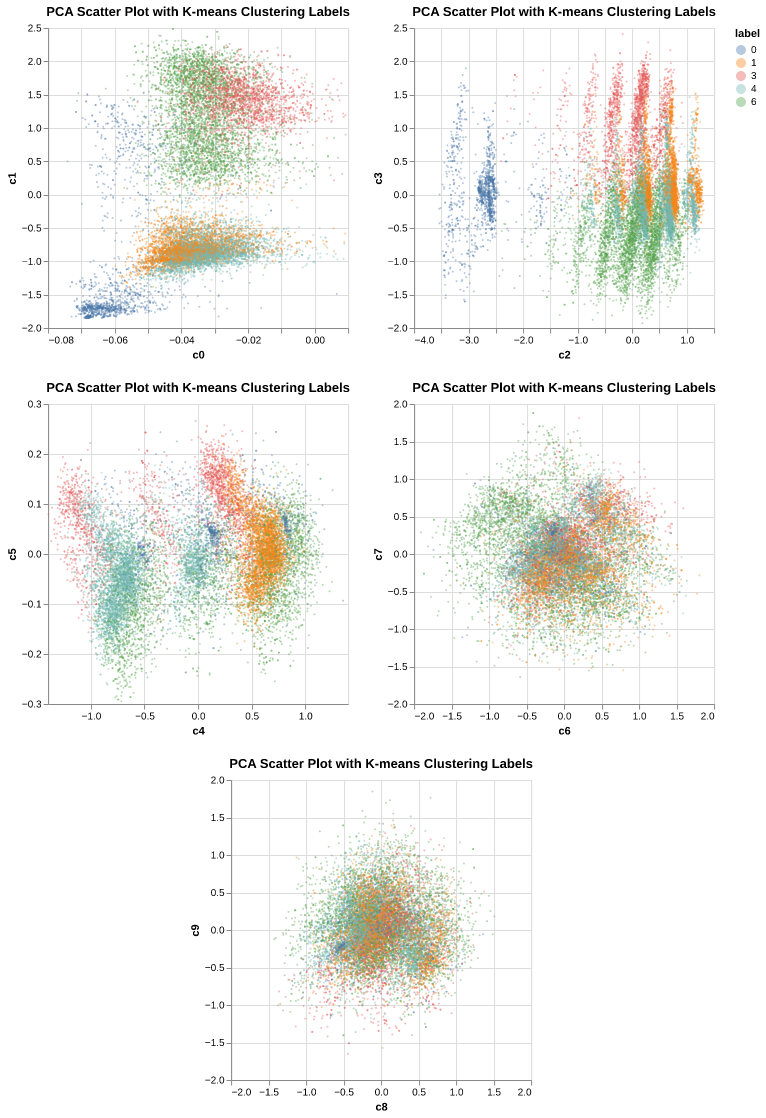 PCA Scatter Plot with K-means Clustering Labels
2.5
2.0
1.5
1.0
0.5
0.0
−0.5
−1.0
−1.5
−2.0
c1
−0.08 −0.06 −0.04 −0.02 0.00
c0
PCA Scatter Plot with K-means Clustering Labels
2.5
2.0
1.5
1.0
0.5
0.0
−0.5
−1.0
−1.5
−2.0
c3
−4.0 −3.0 −2.0 −1.0 0.0 1.0
c2
label
0
1
3
4
6
PCA Scatter Plot with K-means Clustering Labels
0.3
0.2
0.1
0.0
−0.1
−0.2
−0.3
c5
−1.0 −0.5 0.0 0.5 1.0
c4
PCA Scatter Plot with K-means Clustering Labels
2.0
1.5
1.0
0.5
0.0
−0.5
−1.0
−1.5
−2.0
c7
−2.0 −1.5 −1.0 −0.5 0.0 0.5 1.0 1.5 2.0
c6
PCA Scatter Plot with K-means Clustering Labels
2.0
1.5
1.0
0.5
0.0
−0.5
−1.0
−1.5
−2.0
c9
−2.0 −1.5 −1.0 −0.5 0.0 0.5 1.0 1.5 2.0
c8